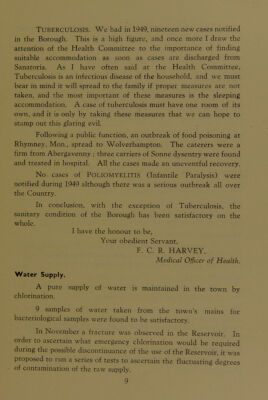 TUBERCULOSIS. We had in 1949, nineteen new cases notified
in the Borough. This is a high figure, and once more I draw the
attention of the Health Committee to the importance of finding
suitable accommodation as soon as cases are discharged from
Sanatoria. As I have often said at the Health Committee,
Tuberculosis is an infectious disease of the household, and we must
bear in mind it will spread to the family if proper measures are not
taken, and the most important of these measures is the sleeping
accommodation. A case of tuberculosis must have one room of its
own, and it is only by taking these measures that we can hope to
stamp out this glaring evil.
Following a public function, an outbreak of food poisoning at
Rhymney, Mon., spread to Wolverhampton. The caterers were a
firm from Abergavenny ; three carriers of Sonne dysentry were found
and treated in hospital. All the cases made an uneventful recovery.
No cases of POLIOMYELITIS (Infantile Paralysis) were
notified during 1949 although there was a serious outbreak all over
the Country.
In conclusion, with the exception of Tuberculosis, the
sanitary condition of the Borough has been satisfactory on the
whole.
I have the honour to be,
Your obedient Servant,
F. C. R. HARVEY,
Medical Officer of Health.
Water Supply.
A pure supply of water is maintained in the town by
chlorination.
9 samples of water taken from the town's mains for
bacteriological samples were found to be satisfactory.
In November a fracture was observed in the Reservoir. In
order to ascertain what emergency chlorination would be required
during the possible discontinuance of the use of the Reservoir, it was
proposed to run a series of tests to ascertain the fluctuating degrees
of contamination of the raw supply.
9